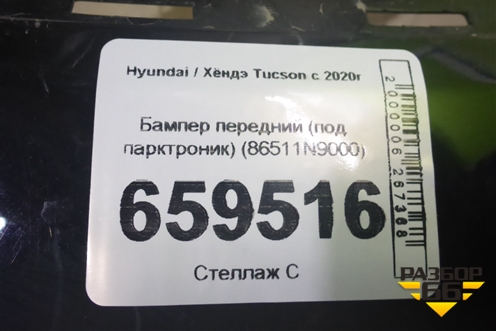 Hyundai / Хёндэ Tucson с 2020г
Бампер передний (под
парктроник) (86511N9000)
659516
Стеллаж С
2000006267368
РАЗБОР
66